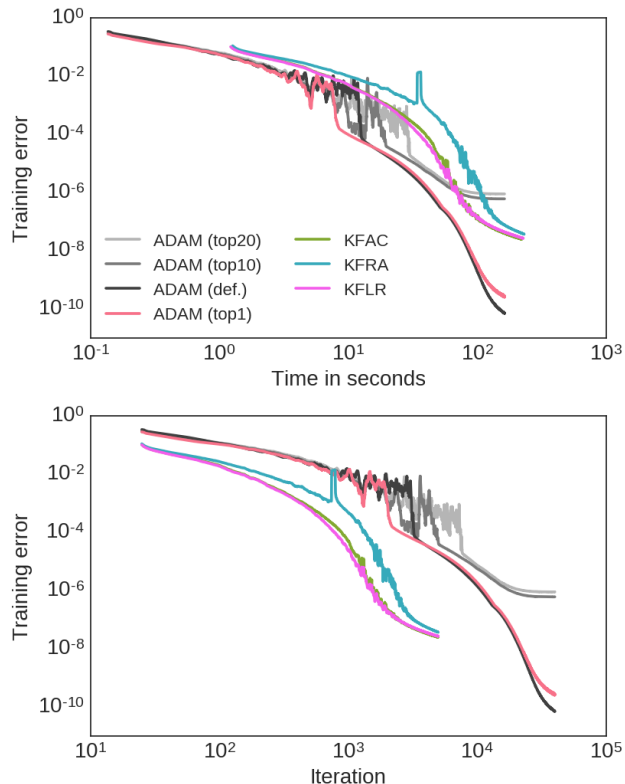 10^0
10^-2
10^-4
10^-6
10^-8
10^-10
Training error
ADAM (top20)
ADAM (top10)
ADAM (def.)
ADAM (top1)
KFAC
KFRA
KFLR
10^-1
10^0
10^1
10^2
10^3
Time in seconds
10^0
10^-2
10^-4
10^-6
10^-8
10^-10
Training error
10^1
10^2
10^3
10^4
10^5
Iteration